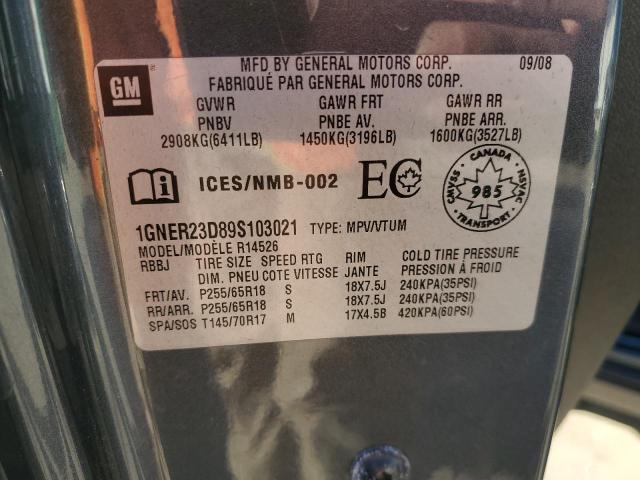 MFD BY GENERAL MOTORS CORP. 09/08
GM
FABRIQUÉ PAR GENERAL MOTORS CORP.
GVWR GAWR FRT GAWR RR
PNBV PNBE AV. PNBE ARR.
2908KG(6411LB) 1450KG(3196LB) 1600KG(3527LB)
ICES/NMB-002 EC
CANADA
CMVSS 985 NSVAC
TRANSPORT
1GNER23D89S103021 TYPE: MPV/VTUM
MODEL/MODÈLE R14526
RBBJ TIRE SIZE SPEED RTG RIM COLD TIRE PRESSURE
DIM. PNEU COTE VITESSE JANTE PRESSION À FROID
FRT/AV. P255/65R18 S 18X7.5J 240KPA(35PSI)
RR/ARR. P255/65R18 S 18X7.5J 240KPA(35PSI)
SPA/SOS T145/70R17 M 17X4.5B 420KPA(60PSI)